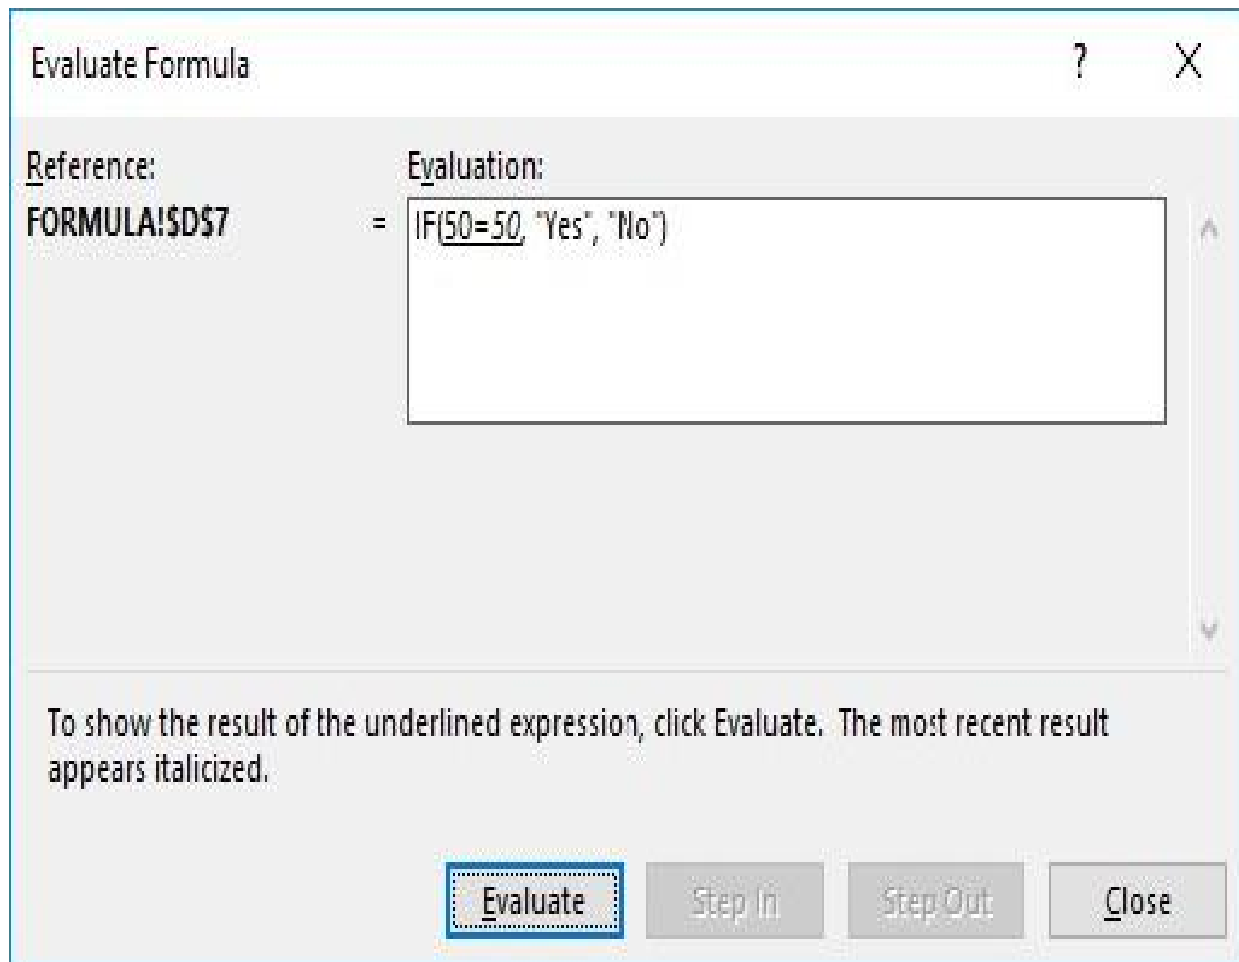 Evaluate Formula ? X
Reference: Evaluation:
FORMULA!$D$7 = IF(50=50, "Yes", "No")
To show the result of the underlined expression, click Evaluate. The most recent result
appears italicized.
Evaluate Step In Step Out Close